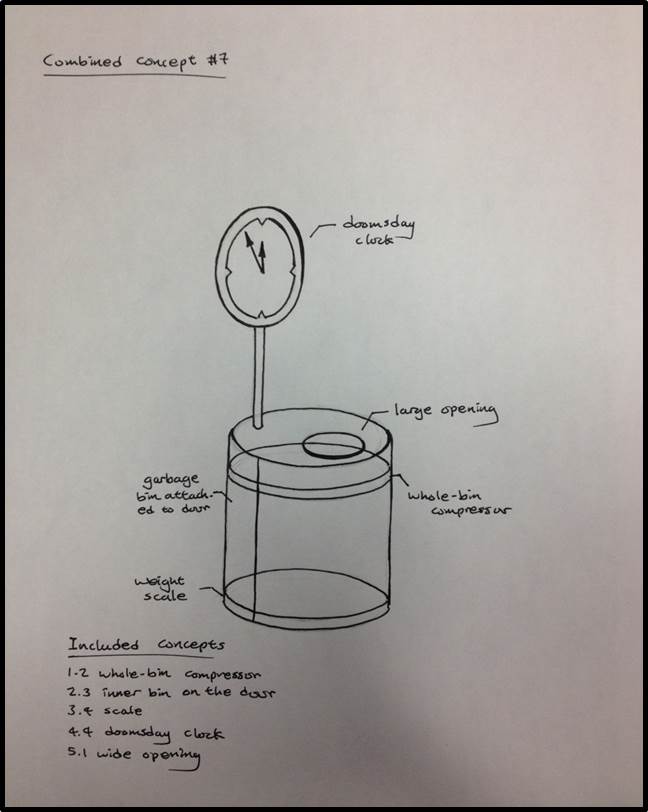 Combined Concept #7
doomsday
clock
large opening
garbage
bin attach-
ed to door
whole-bin
compressor
weight
scale
Included concepts
1.2 whole-bin compressor
2.3 inner bin on the door
3.4 scale
4.4 doomsday clock
5.1 wide opening